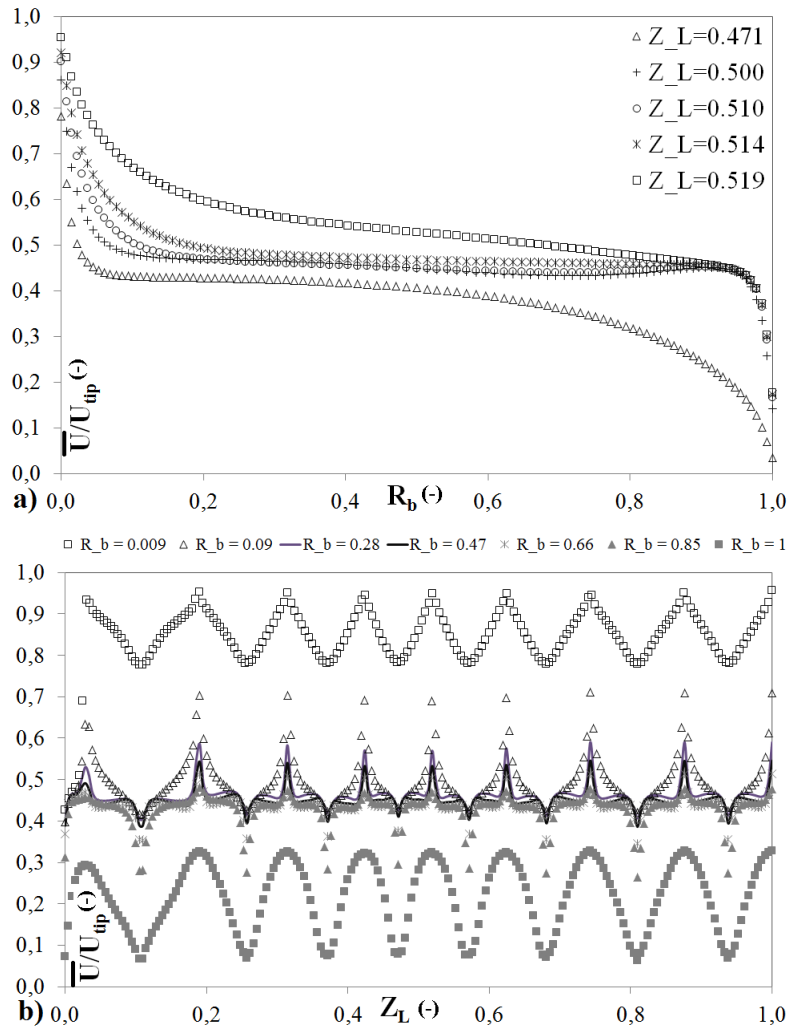 1,0
0,9
0,8
0,7
0,6
0,5
0,4
0,3
0,2
0,1
0,0
Z_L=0.471
Z_L=0.500
Z_L=0.510
Z_L=0.514
Z_L=0.519
U/Utip (-)
0,0 0,2 0,4 0,6 0,8 1,0
a) Rb (-)
R_b = 0.009 R_b = 0.09 R_b = 0.28 R_b = 0.47 R_b = 0.66 R_b = 0.85 R_b = 1
1,0
0,9
0,8
0,7
0,6
0,5
0,4
0,3
0,2
0,1
0,0
U/Utip (-)
0,0 0,2 0,4 0,6 0,8 1,0
b) ZL (-)